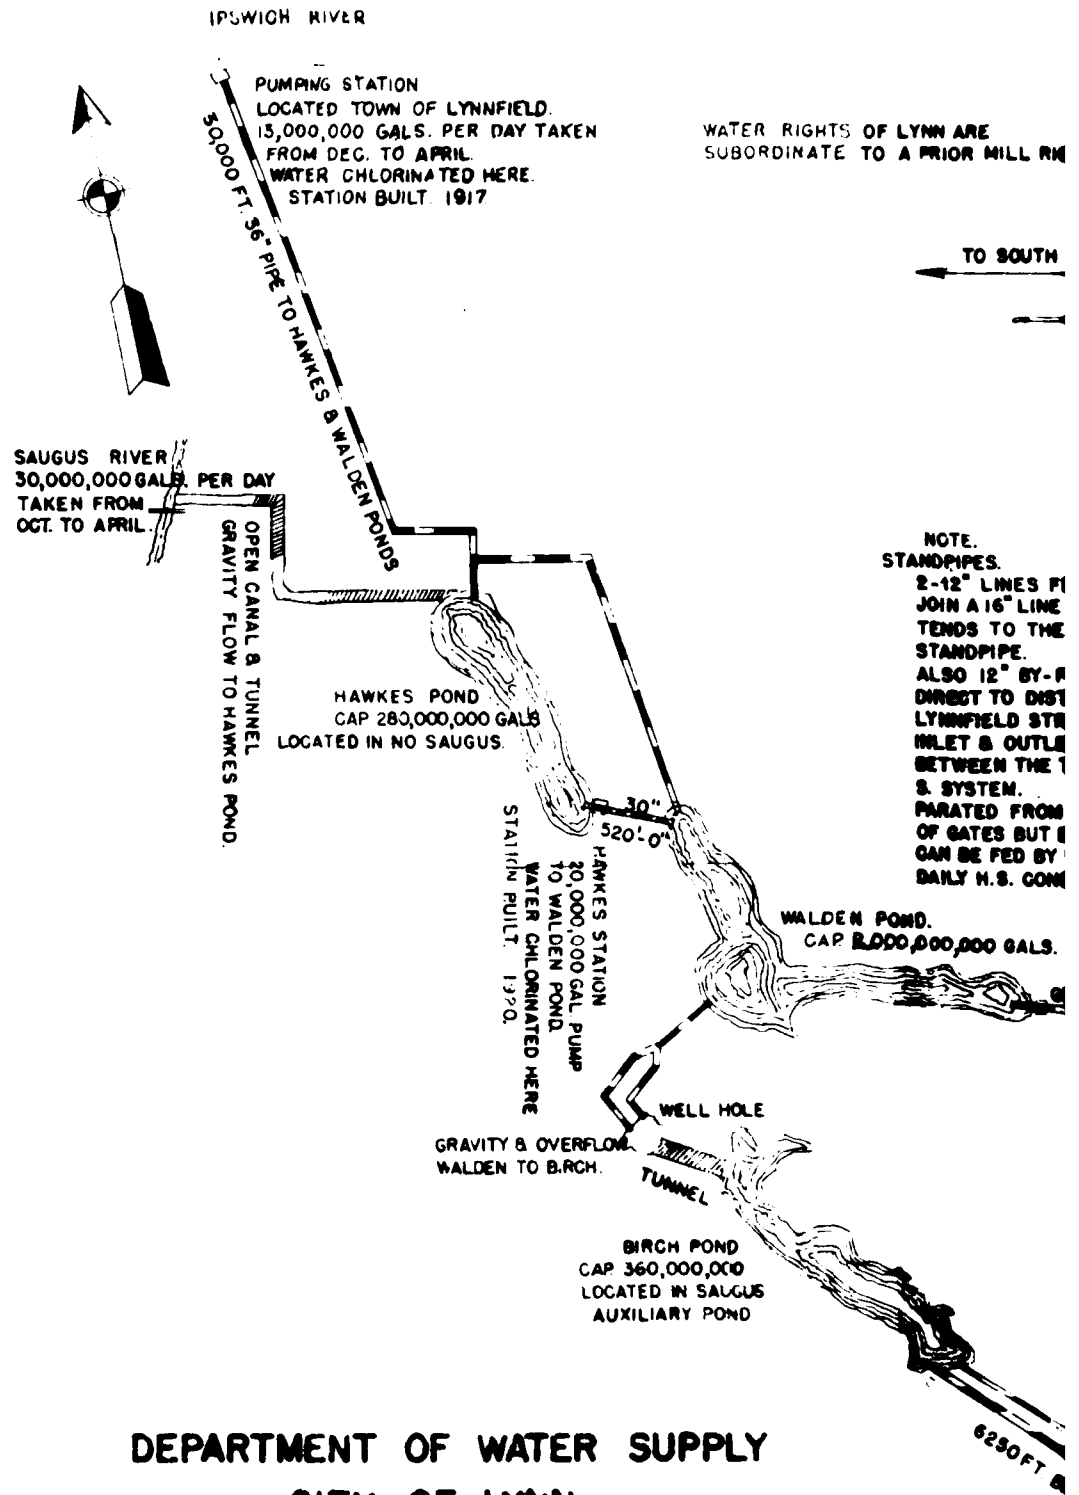 IPSWICH RIVER
PUMPING STATION
LOCATED TOWN OF LYNNFIELD.
13,000,000 GALS. PER DAY TAKEN
FROM DEC. TO APRIL.
WATER CHLORINATED HERE.
STATION BUILT 1917
30,000 FT. 36" PIPE TO HAWKES & WALDEN PONDS
WATER RIGHTS OF LYNN ARE
SUBORDINATE TO A PRIOR MILL
TO SOUTH
SAUGUS RIVER
30,000,000 GALS. PER DAY
TAKEN FROM
OCT. TO APRIL.
OPEN CANAL & TUNNEL
GRAVITY FLOW TO HAWKES POND.
NOTE.
STANDPIPES.
2-12" LINES
JOIN A 16" LINE
TENDS TO THE
STANDPIPE.
ALSO 12" BY-
DIRECT TO DIST
LYNNFIELD STR
INLET & OUTLE
BETWEEN THE
S. SYSTEM.
PARATED FROM
OF GATES BUT
CAN BE FED BY
DAILY H.S. CON
HAWKES POND
CAP 280,000,000 GALS
LOCATED IN NO SAUGUS.
30"
520'-0"
HAWKES STATION
20,000,000 GAL. PUMP
TO WALDEN POND.
WATER CHLORINATED HERE
STATION BUILT. 1920.
WALDEN POND.
CAP. 2,000,000,000 GALS.
WELL HOLE
GRAVITY & OVERFLOW
WALDEN TO BIRCH.
TUNNEL
BIRCH POND
CAP. 360,000,000
LOCATED IN SAUGUS
AUXILIARY POND
6250 FT.
DEPARTMENT OF WATER SUPPLY
CITY OF LYNN